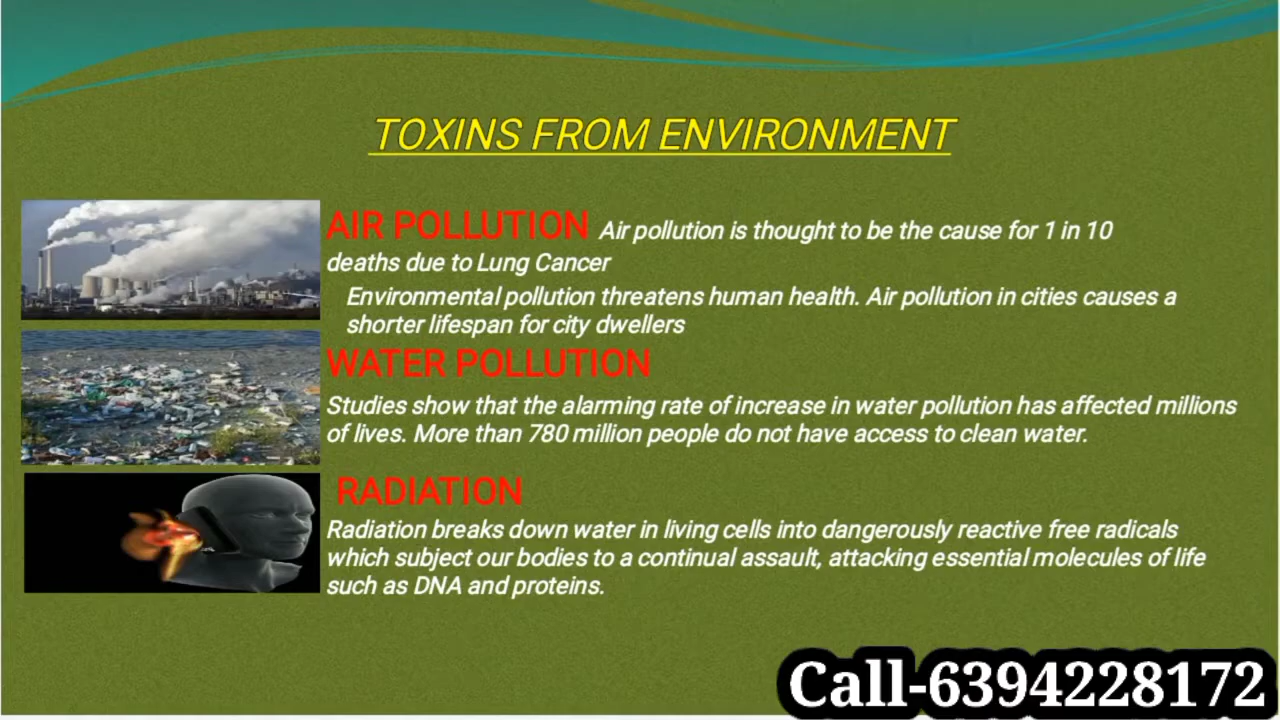 TOXINS FROM ENVIRONMENT
AIR POLLUTION Air pollution is thought to be the cause for 1 in 10
deaths due to Lung Cancer
Environmental pollution threatens human health. Air pollution in cities causes a
shorter lifespan for city dwellers
WATER POLLUTION
Studies show that the alarming rate of increase in water pollution has affected millions
of lives. More than 780 million people do not have access to clean water.
RADIATION
Radiation breaks down water in living cells into dangerously reactive free radicals
which subject our bodies to a continual assault, attacking essential molecules of life
such as DNA and proteins.
Call-6394228172